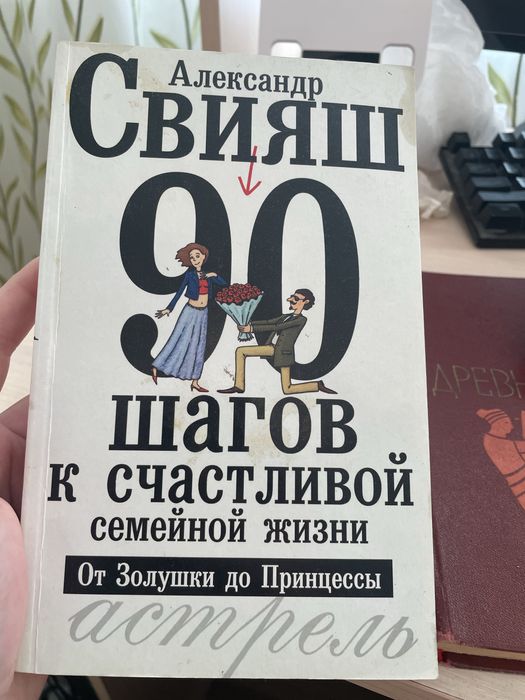 Александр
Свияш
90
шагов
к счастливой
семейной жизни
От Золушки до Принцессы
астрель
ДРЕВН